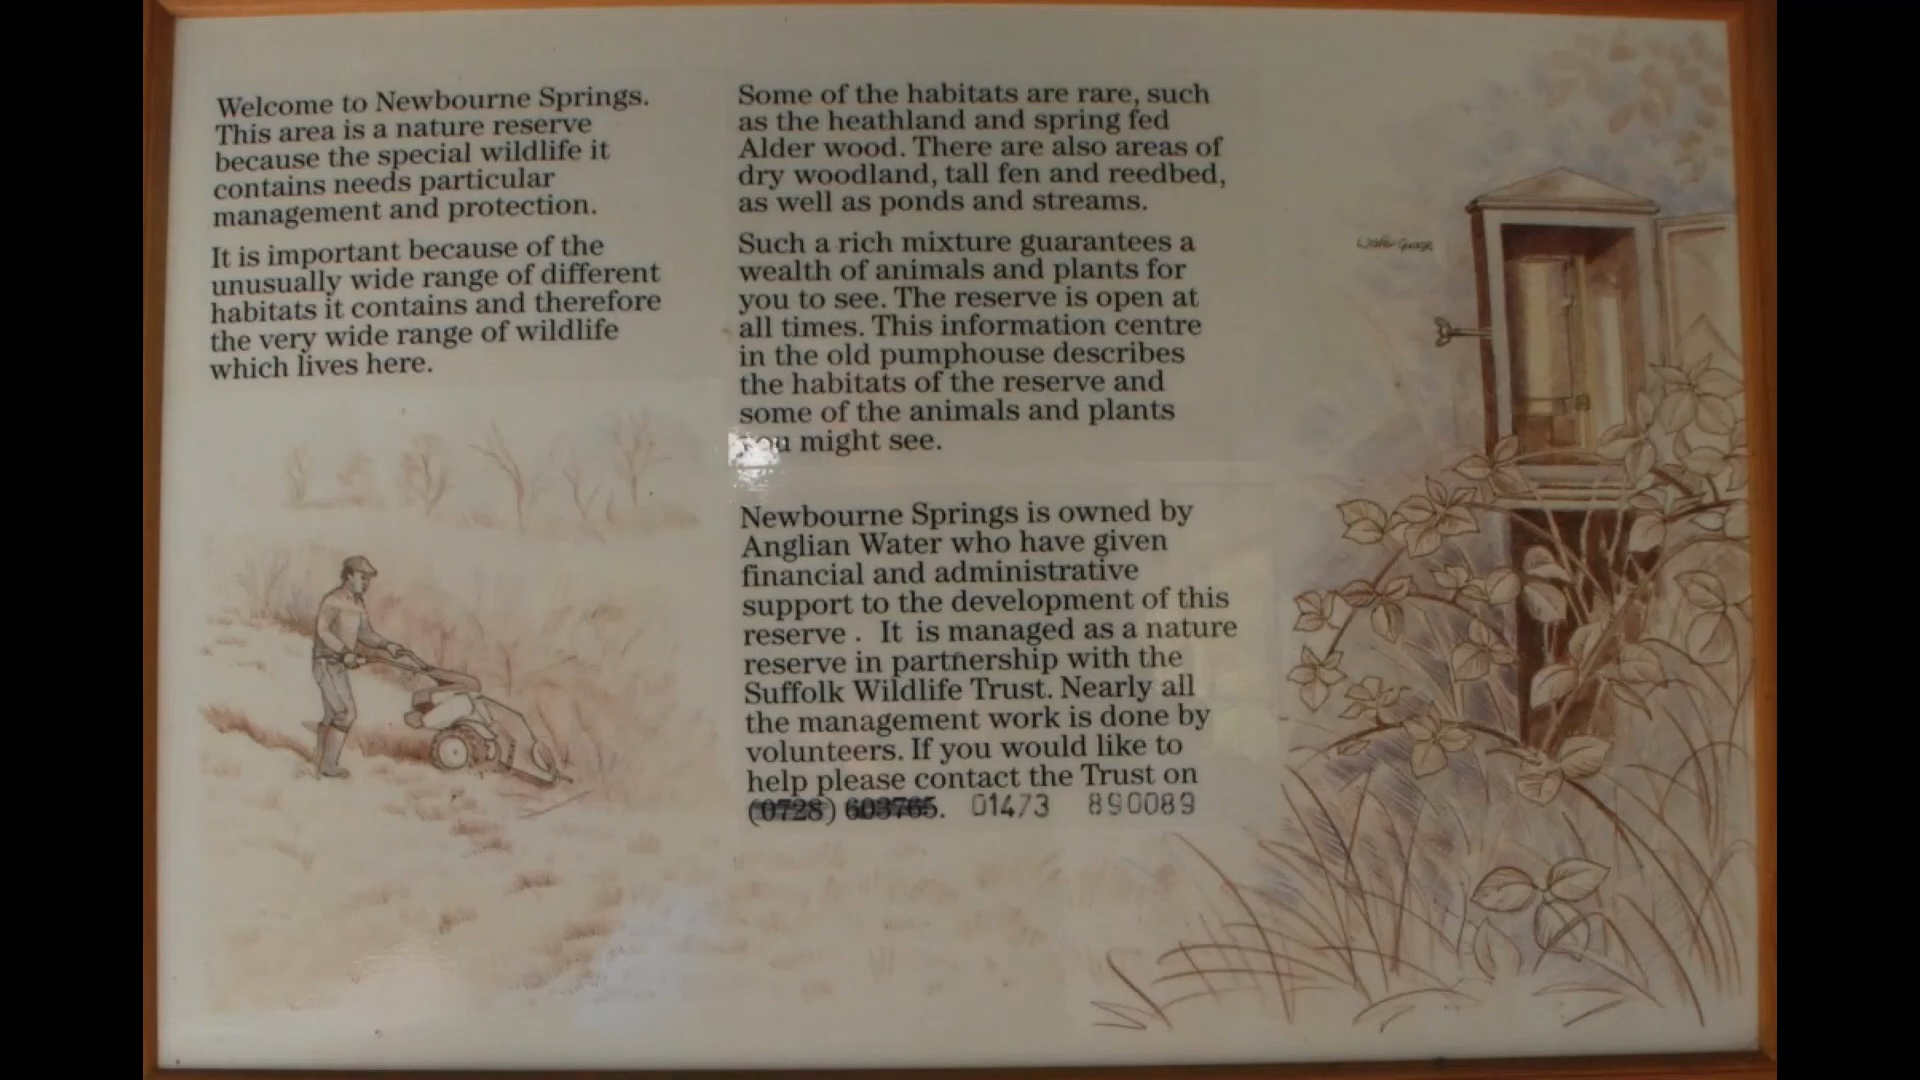 Welcome to Newbourne Springs.
This area is a nature reserve
because the special wildlife it
contains needs particular
management and protection.
It is important because of the
unusually wide range of different
habitats it contains and therefore
the very wide range of wildlife
which lives here.
Some of the habitats are rare, such
as the heathland and spring fed
Alder wood. There are also areas of
dry woodland, tall fen and reedbed,
as well as ponds and streams.
Such a rich mixture guarantees a
wealth of animals and plants for
you to see. The reserve is open at
all times. This information centre
in the old pumphouse describes
the habitats of the reserve and
some of the animals and plants
you might see.
Newbourne Springs is owned by
Anglian Water who have given
financial and administrative
support to the development of this
reserve . It is managed as a nature
reserve in partnership with the
Suffolk Wildlife Trust. Nearly all
the management work is done by
volunteers. If you would like to
help please contact the Trust on
(0728) 603765. 01473 890089
Water Guage